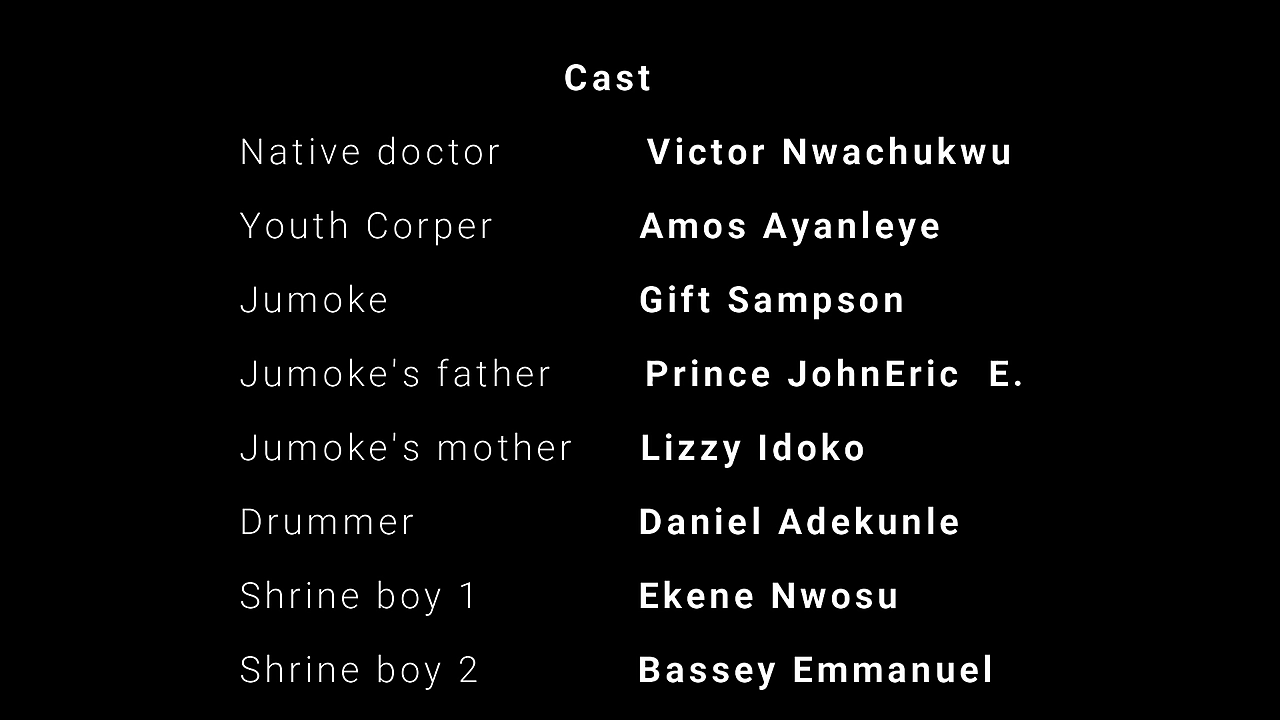 Cast
Native doctor Victor Nwachukwu
Youth Corper Amos Ayanleye
Jumoke Gift Sampson
Jumoke's father Prince JohnEric E.
Jumoke's mother Lizzy Idoko
Drummer Daniel Adekunle
Shrine boy 1 Ekene Nwosu
Shrine boy 2 Bassey Emmanuel